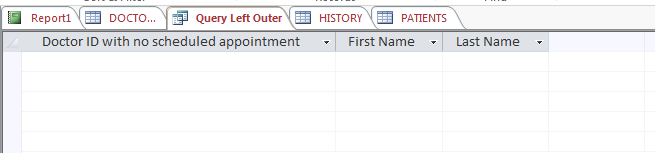 Report1 DOCTO... Query Left Outer HISTORY PATIENTS
Doctor ID with no scheduled appointment First Name Last Name